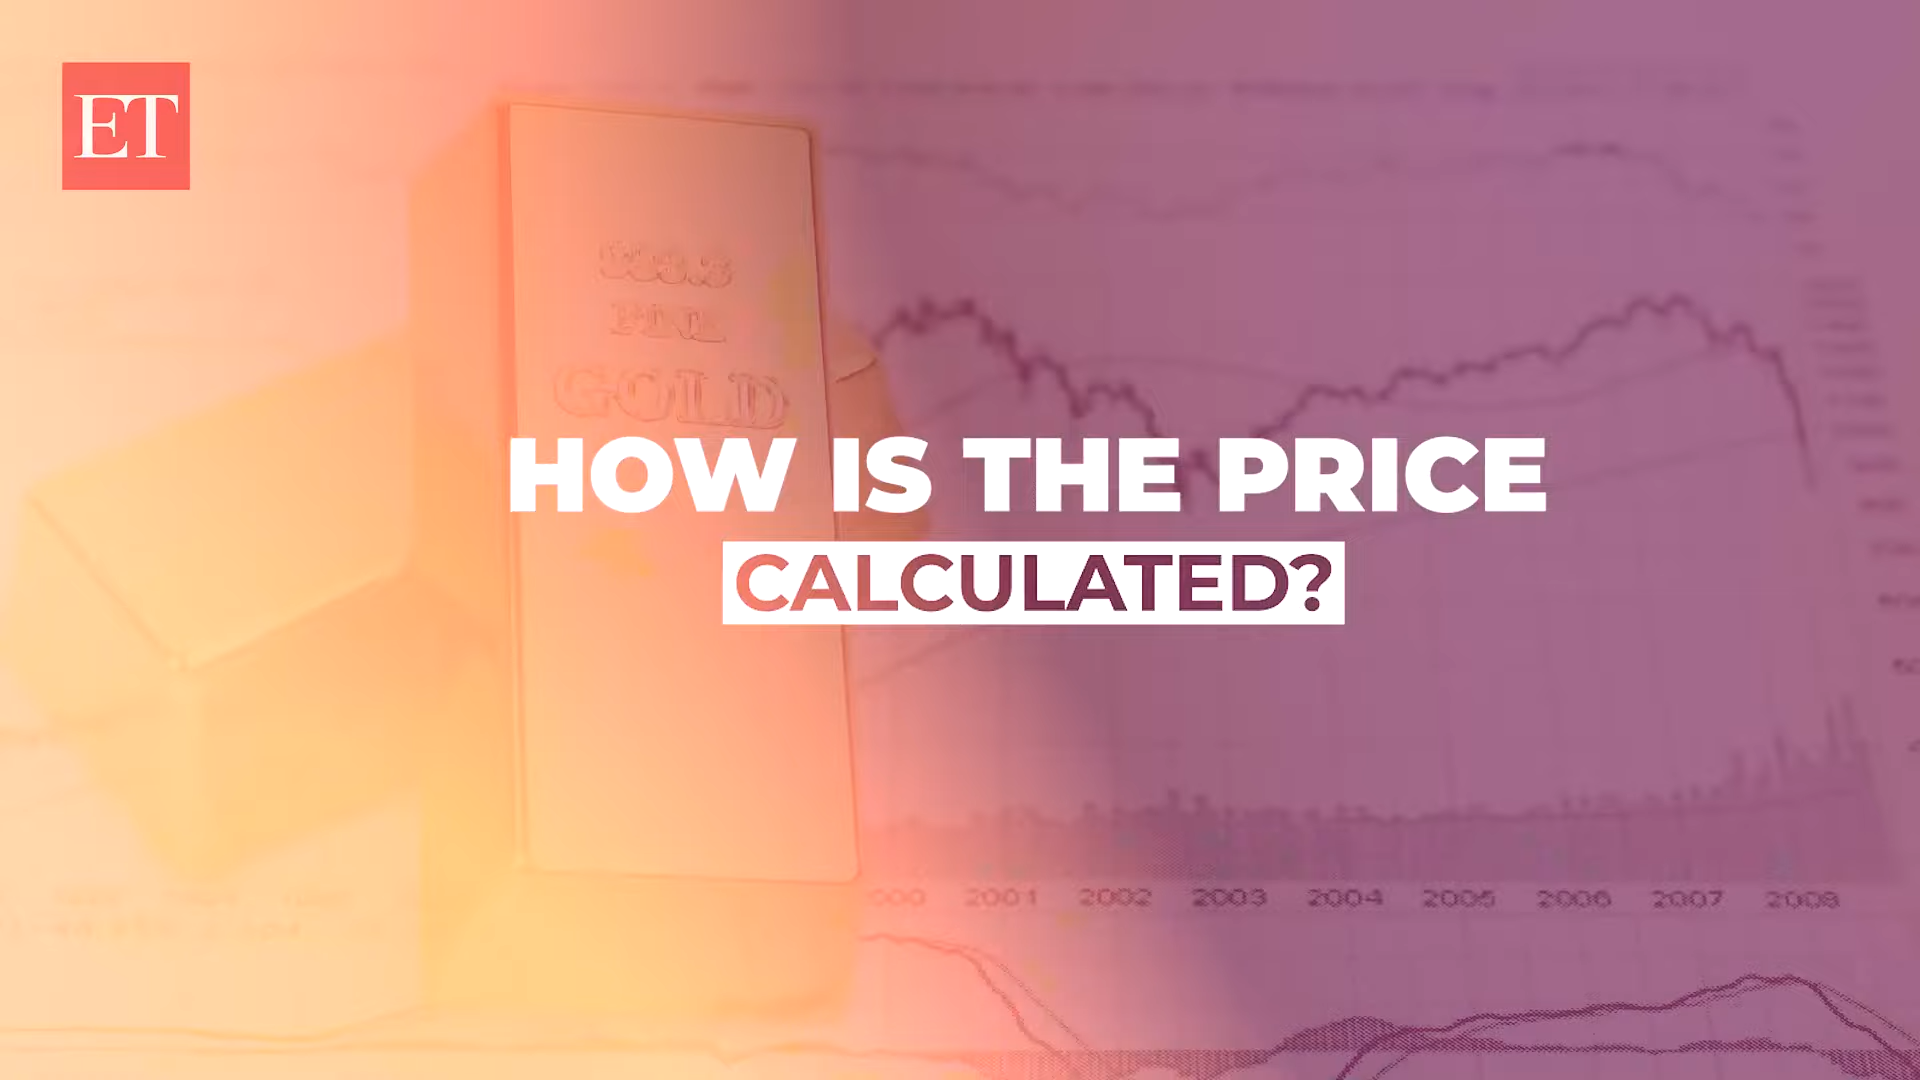 ET
999.9
FINE
GOLD
HOW IS THE PRICE
CALCULATED?
2001 2002 2003 2004 2005 2006 2007 2008